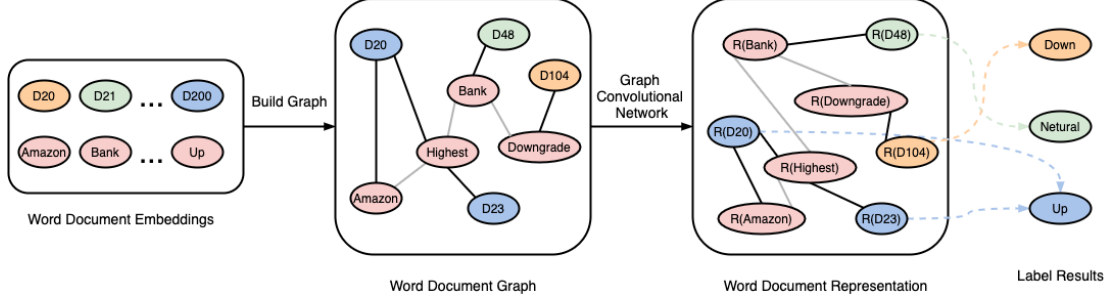 D20
D21
...
D200
Amazon
Bank
...
Up
Word Document Embeddings
Build Graph
D20
D48
D104
Bank
Highest
Downgrade
Amazon
D23
Word Document Graph
Graph
Convolutional
Network
R(Bank)
R(D48)
R(Downgrade)
R(D20)
R(D104)
R(Highest)
R(Amazon)
R(D23)
Word Document Representation
Down
Netural
Up
Label Results